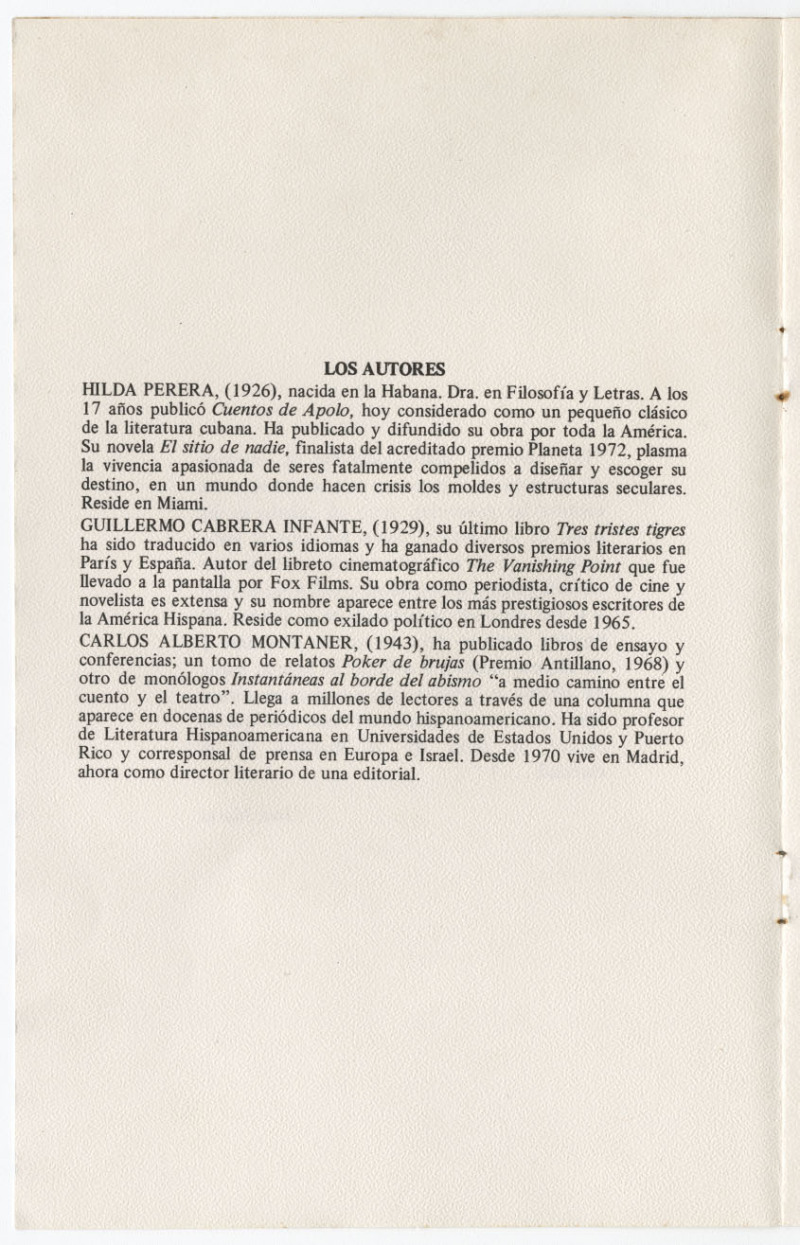 LOS AUTORES
HILDA PERERA, (1926), nacida en la Habana. Dra. en Filosofía y Letras. A los
17 años publicó Cuentos de Apolo, hoy considerado como un pequeño clásico
de la literatura cubana. Ha publicado y difundido su obra por toda la América.
Su novela El sitio de nadie, finalista del acreditado premio Planeta 1972, plasma
la vivencia apasionada de seres fatalmente compelidos a diseñar y escoger su
destino, en un mundo donde hacen crisis los moldes y estructuras seculares.
Reside en Miami.
GUILLERMO CABRERA INFANTE, (1929), su último libro Tres tristes tigres
ha sido traducido en varios idiomas y ha ganado diversos premios literarios en
París y España. Autor del libreto cinematográfico The Vanishing Point que fue
llevado a la pantalla por Fox Films. Su obra como periodista, crítico de cine y
novelista es extensa y su nombre aparece entre los más prestigiosos escritores de
la América Hispana. Reside como exilado político en Londres desde 1965.
CARLOS ALBERTO MONTANER, (1943), ha publicado libros de ensayo y
conferencias; un tomo de relatos Poker de brujas (Premio Antillano, 1968) y
otro de monólogos Instantáneas al borde del abismo “a medio camino entre el
cuento y el teatro”. Llega a millones de lectores a través de una columna que
aparece en docenas de periódicos del mundo hispanoamericano. Ha sido profesor
de Literatura Hispanoamericana en Universidades de Estados Unidos y Puerto
Rico y corresponsal de prensa en Europa e Israel. Desde 1970 vive en Madrid,
ahora como director literario de una editorial.